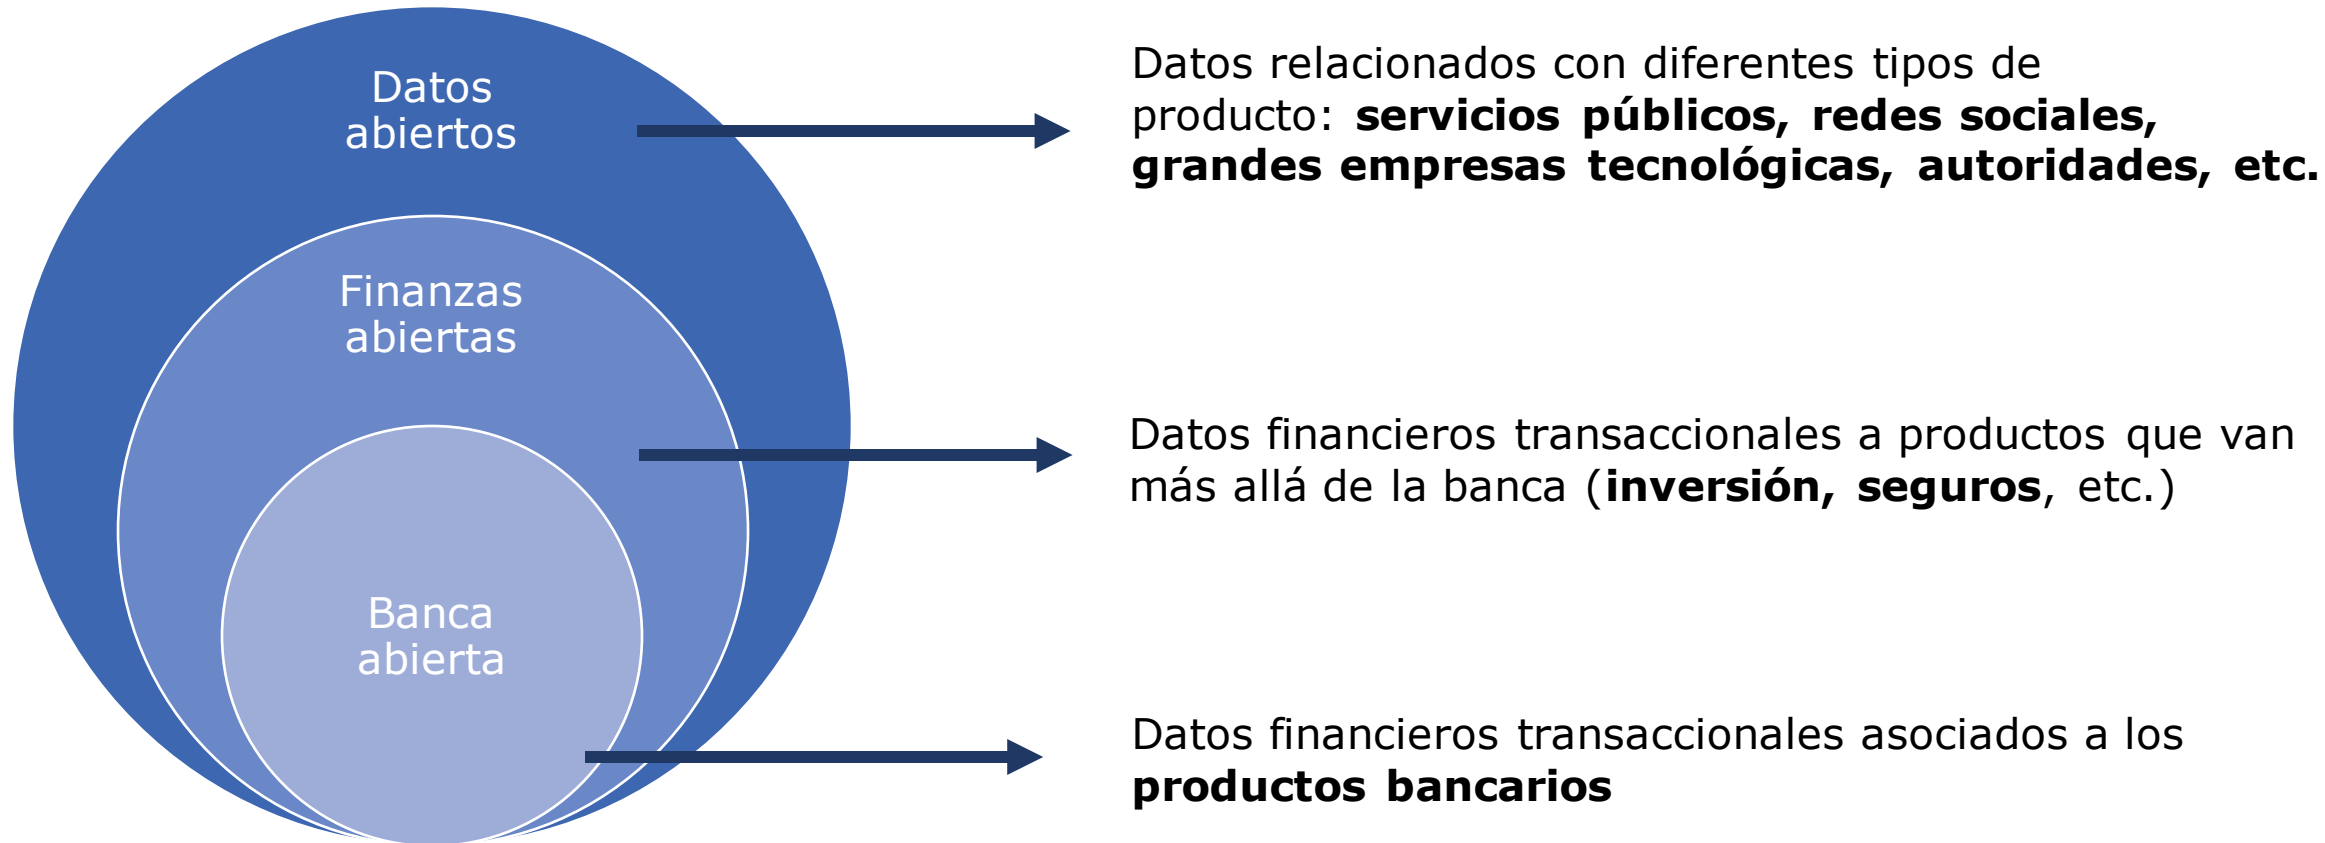 Datos
abiertos
Datos relacionados con diferentes tipos de
producto: servicios públicos, redes sociales,
grandes empresas tecnológicas, autoridades, etc.
Finanzas
abiertas
Datos financieros transaccionales a productos que van
más allá de la banca (inversión, seguros, etc.)
Banca
abierta
Datos financieros transaccionales asociados a los
productos bancarios